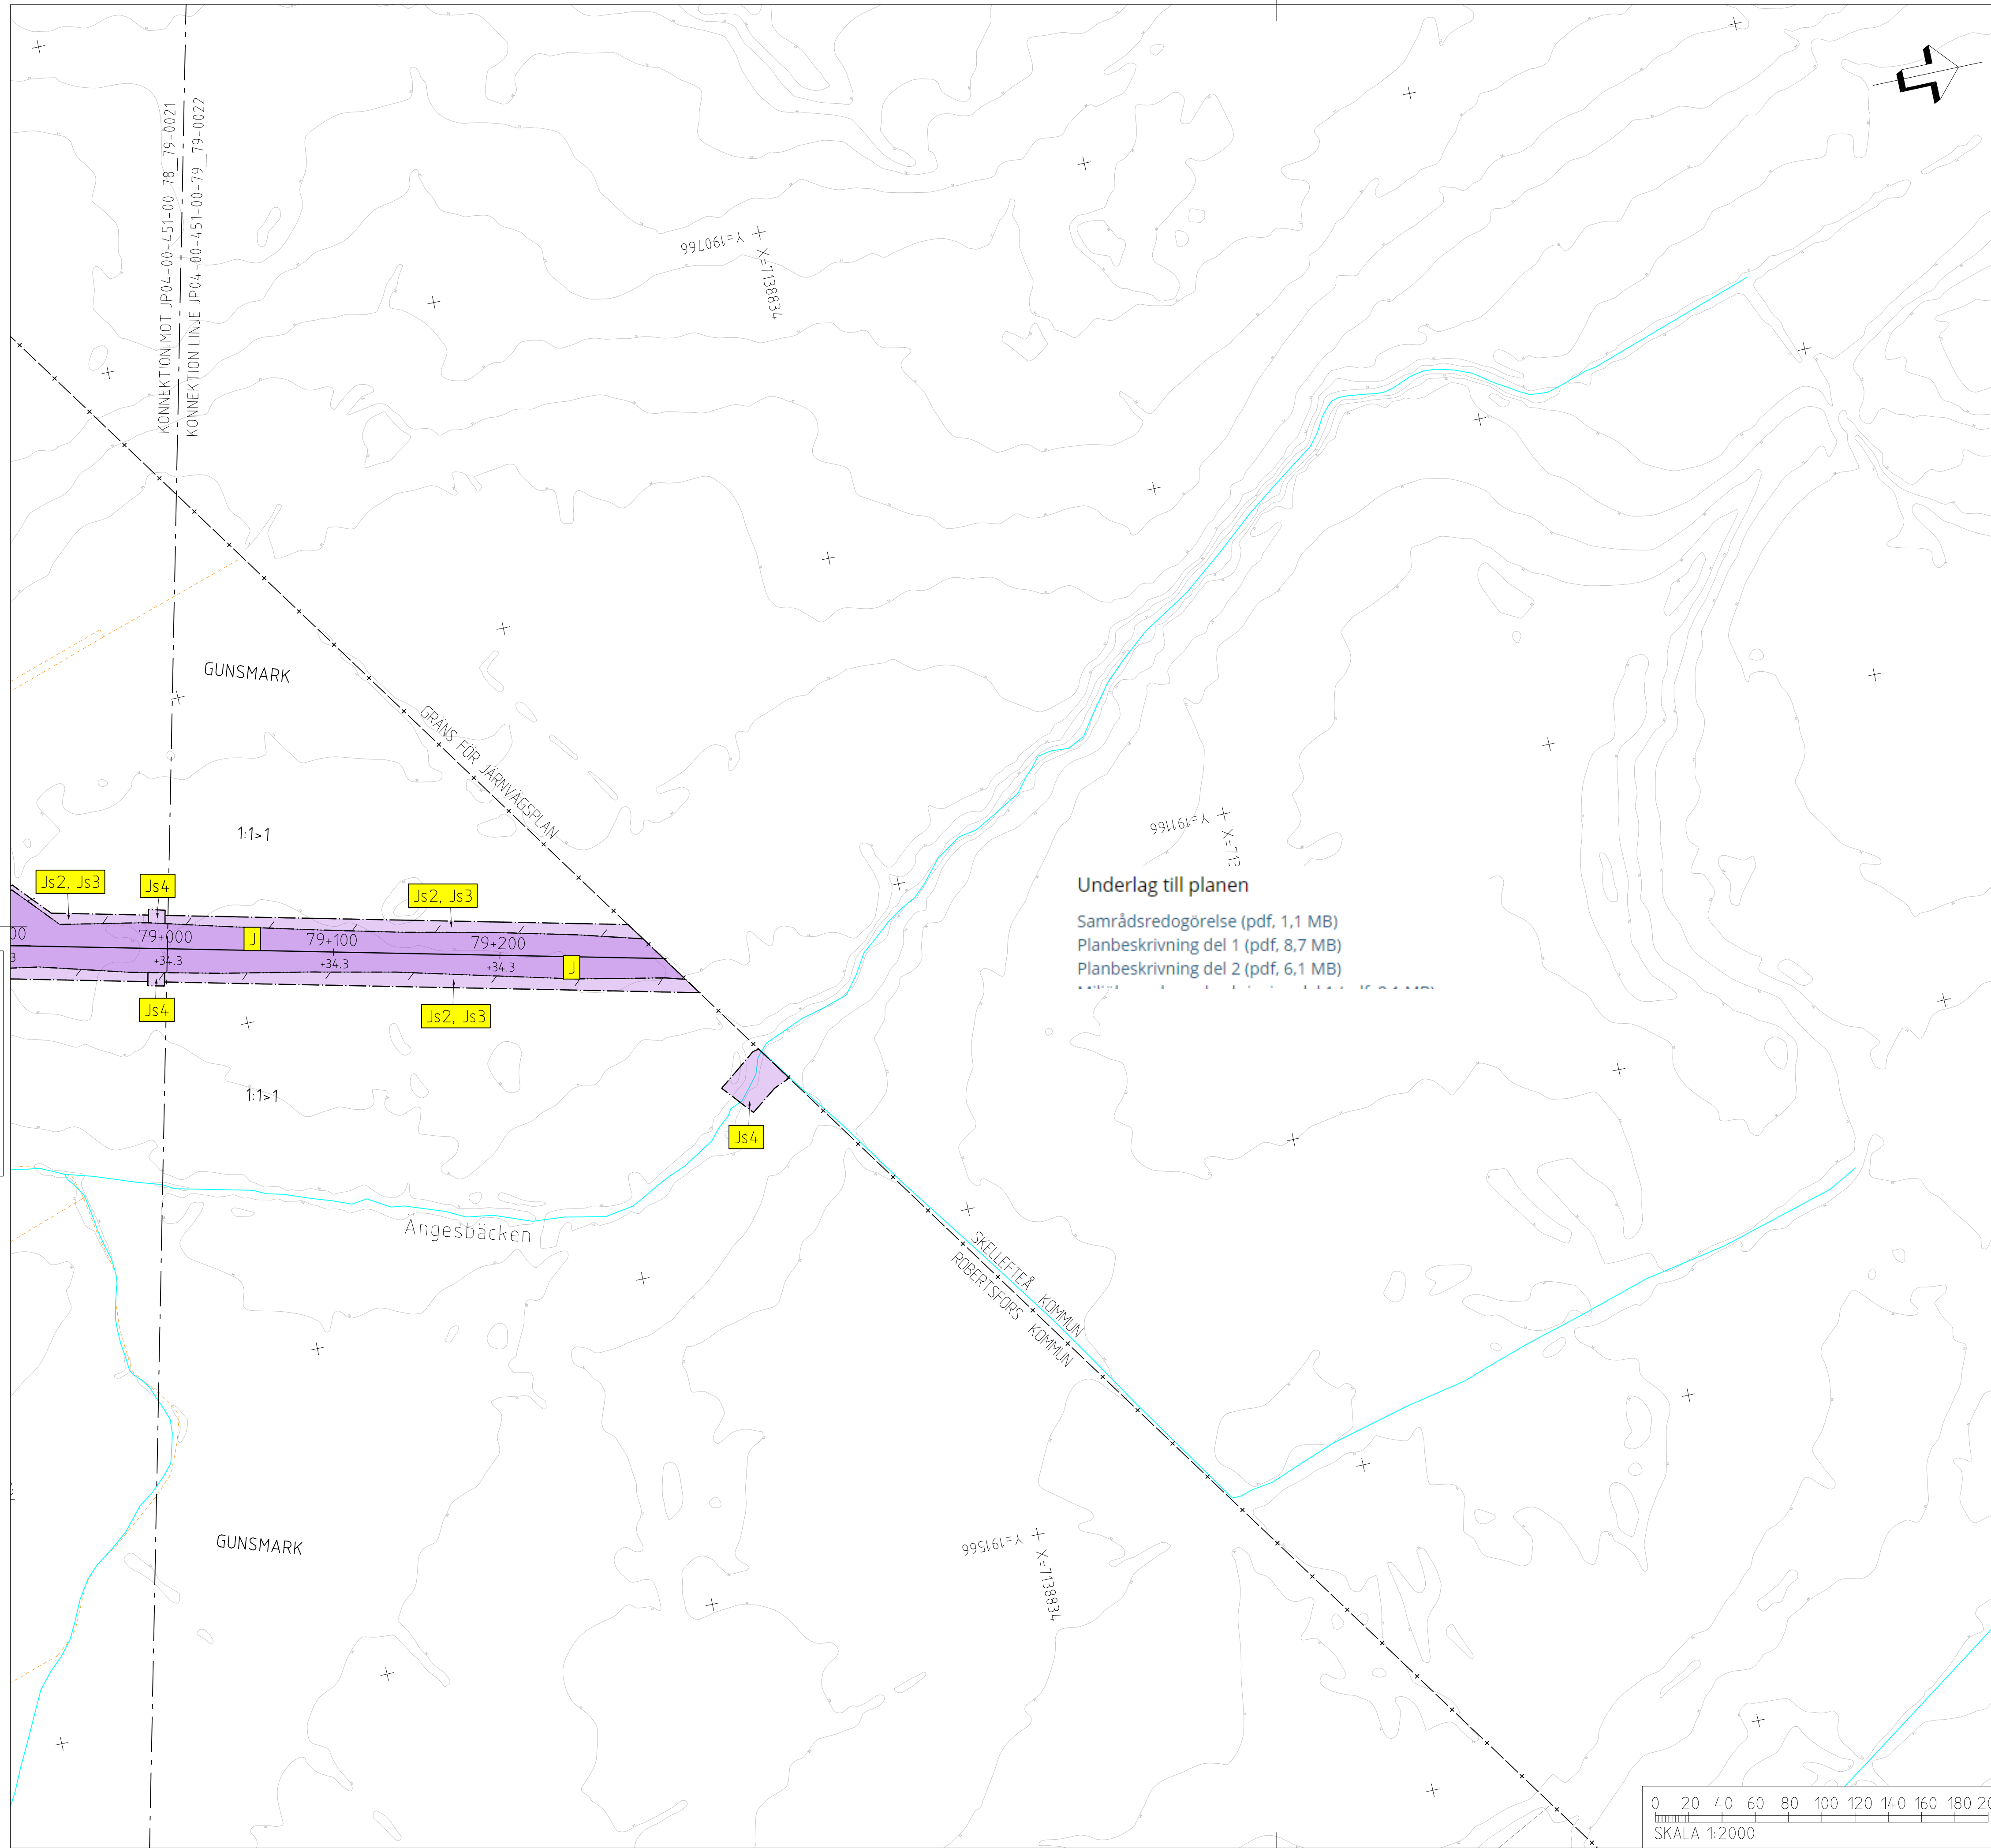 KONNEKTION MOT JP04-00-451-00-78_79-0021
KONNEKTION LINJE JP04-00-451-00-79_79-0022
Y=190766
X=7138834
GUNSMARK
GRÄNS FÖR JÄRNVÄGSPLAN
1:1>1
Y=191166
Underlag till planen
Samrådsredogörelse (pdf, 1,1 MB)
Planbeskrivning del 1 (pdf, 8,7 MB)
Planbeskrivning del 2 (pdf, 6,1 MB)
Js2, Js3
Js4
Js2, Js3
79+000
J
79+100
79+200
+34.3
+34.3
+34.3
J
Js4
Js2, Js3
1:1>1
Js4
Ängesbäcken
SKELLEFTEÅ KOMMUN
ROBERTSFORS KOMMUN
GUNSMARK
Y=191566
X=7138834
0 20 40 60 80 100 120 140 160 180
SKALA 1:2000